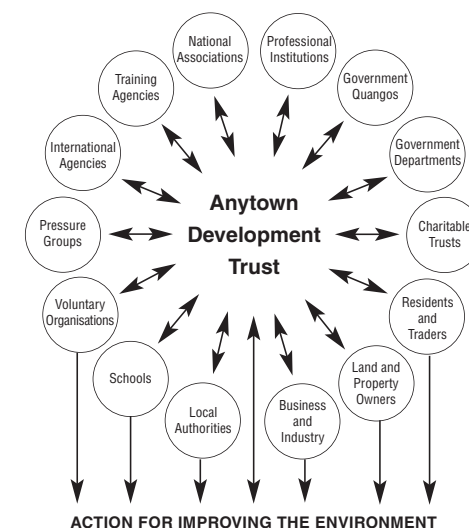 National
Associations
Professional
Institutions
Training
Agencies
Government
Quangos
International
Agencies
Government
Departments
Pressure
Groups
Anytown
Development
Trust
Charitable
Trusts
Voluntary
Organisations
Residents
and
Traders
Schools
Land and
Property
Owners
Local
Authorities
Business
and
Industry
ACTION FOR IMPROVING THE ENVIRONMENT